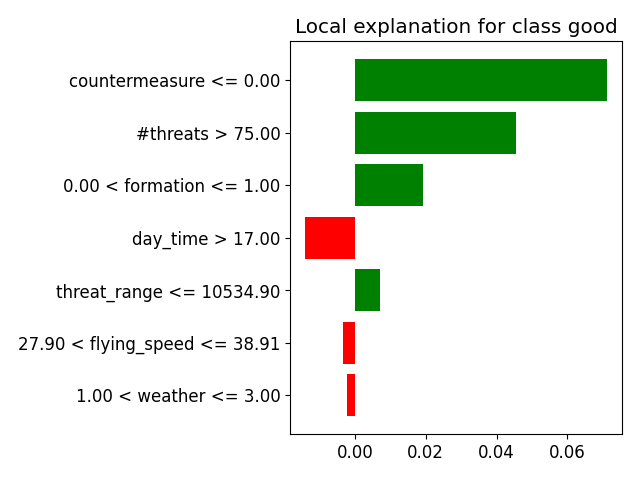 Local explanation for class good
countermeasure <= 0.00
#threats > 75.00
0.00 < formation <= 1.00
day_time > 17.00
threat_range <= 10534.90
27.90 < flying_speed <= 38.91
1.00 < weather <= 3.00
0.00 0.02 0.04 0.06